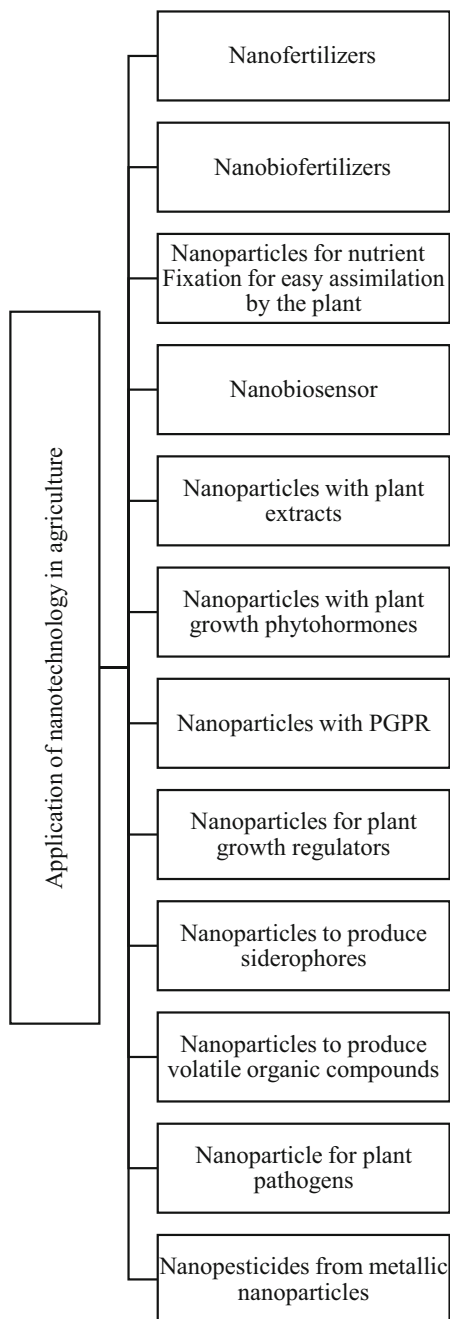 Application of nanotechnology in agriculture
Nanofertilizers
Nanobiofertilizers
Nanoparticles for nutrient
Fixation for easy assimilation
by the plant
Nanobiosensor
Nanoparticles with plant
extracts
Nanoparticles with plant
growth phytohormones
Nanoparticles with PGPR
Nanoparticles for plant
growth regulators
Nanoparticles to produce
siderophores
Nanoparticles to produce
volatile organic compounds
Nanoparticle for plant
pathogens
Nanopesticides from metallic
nanoparticles